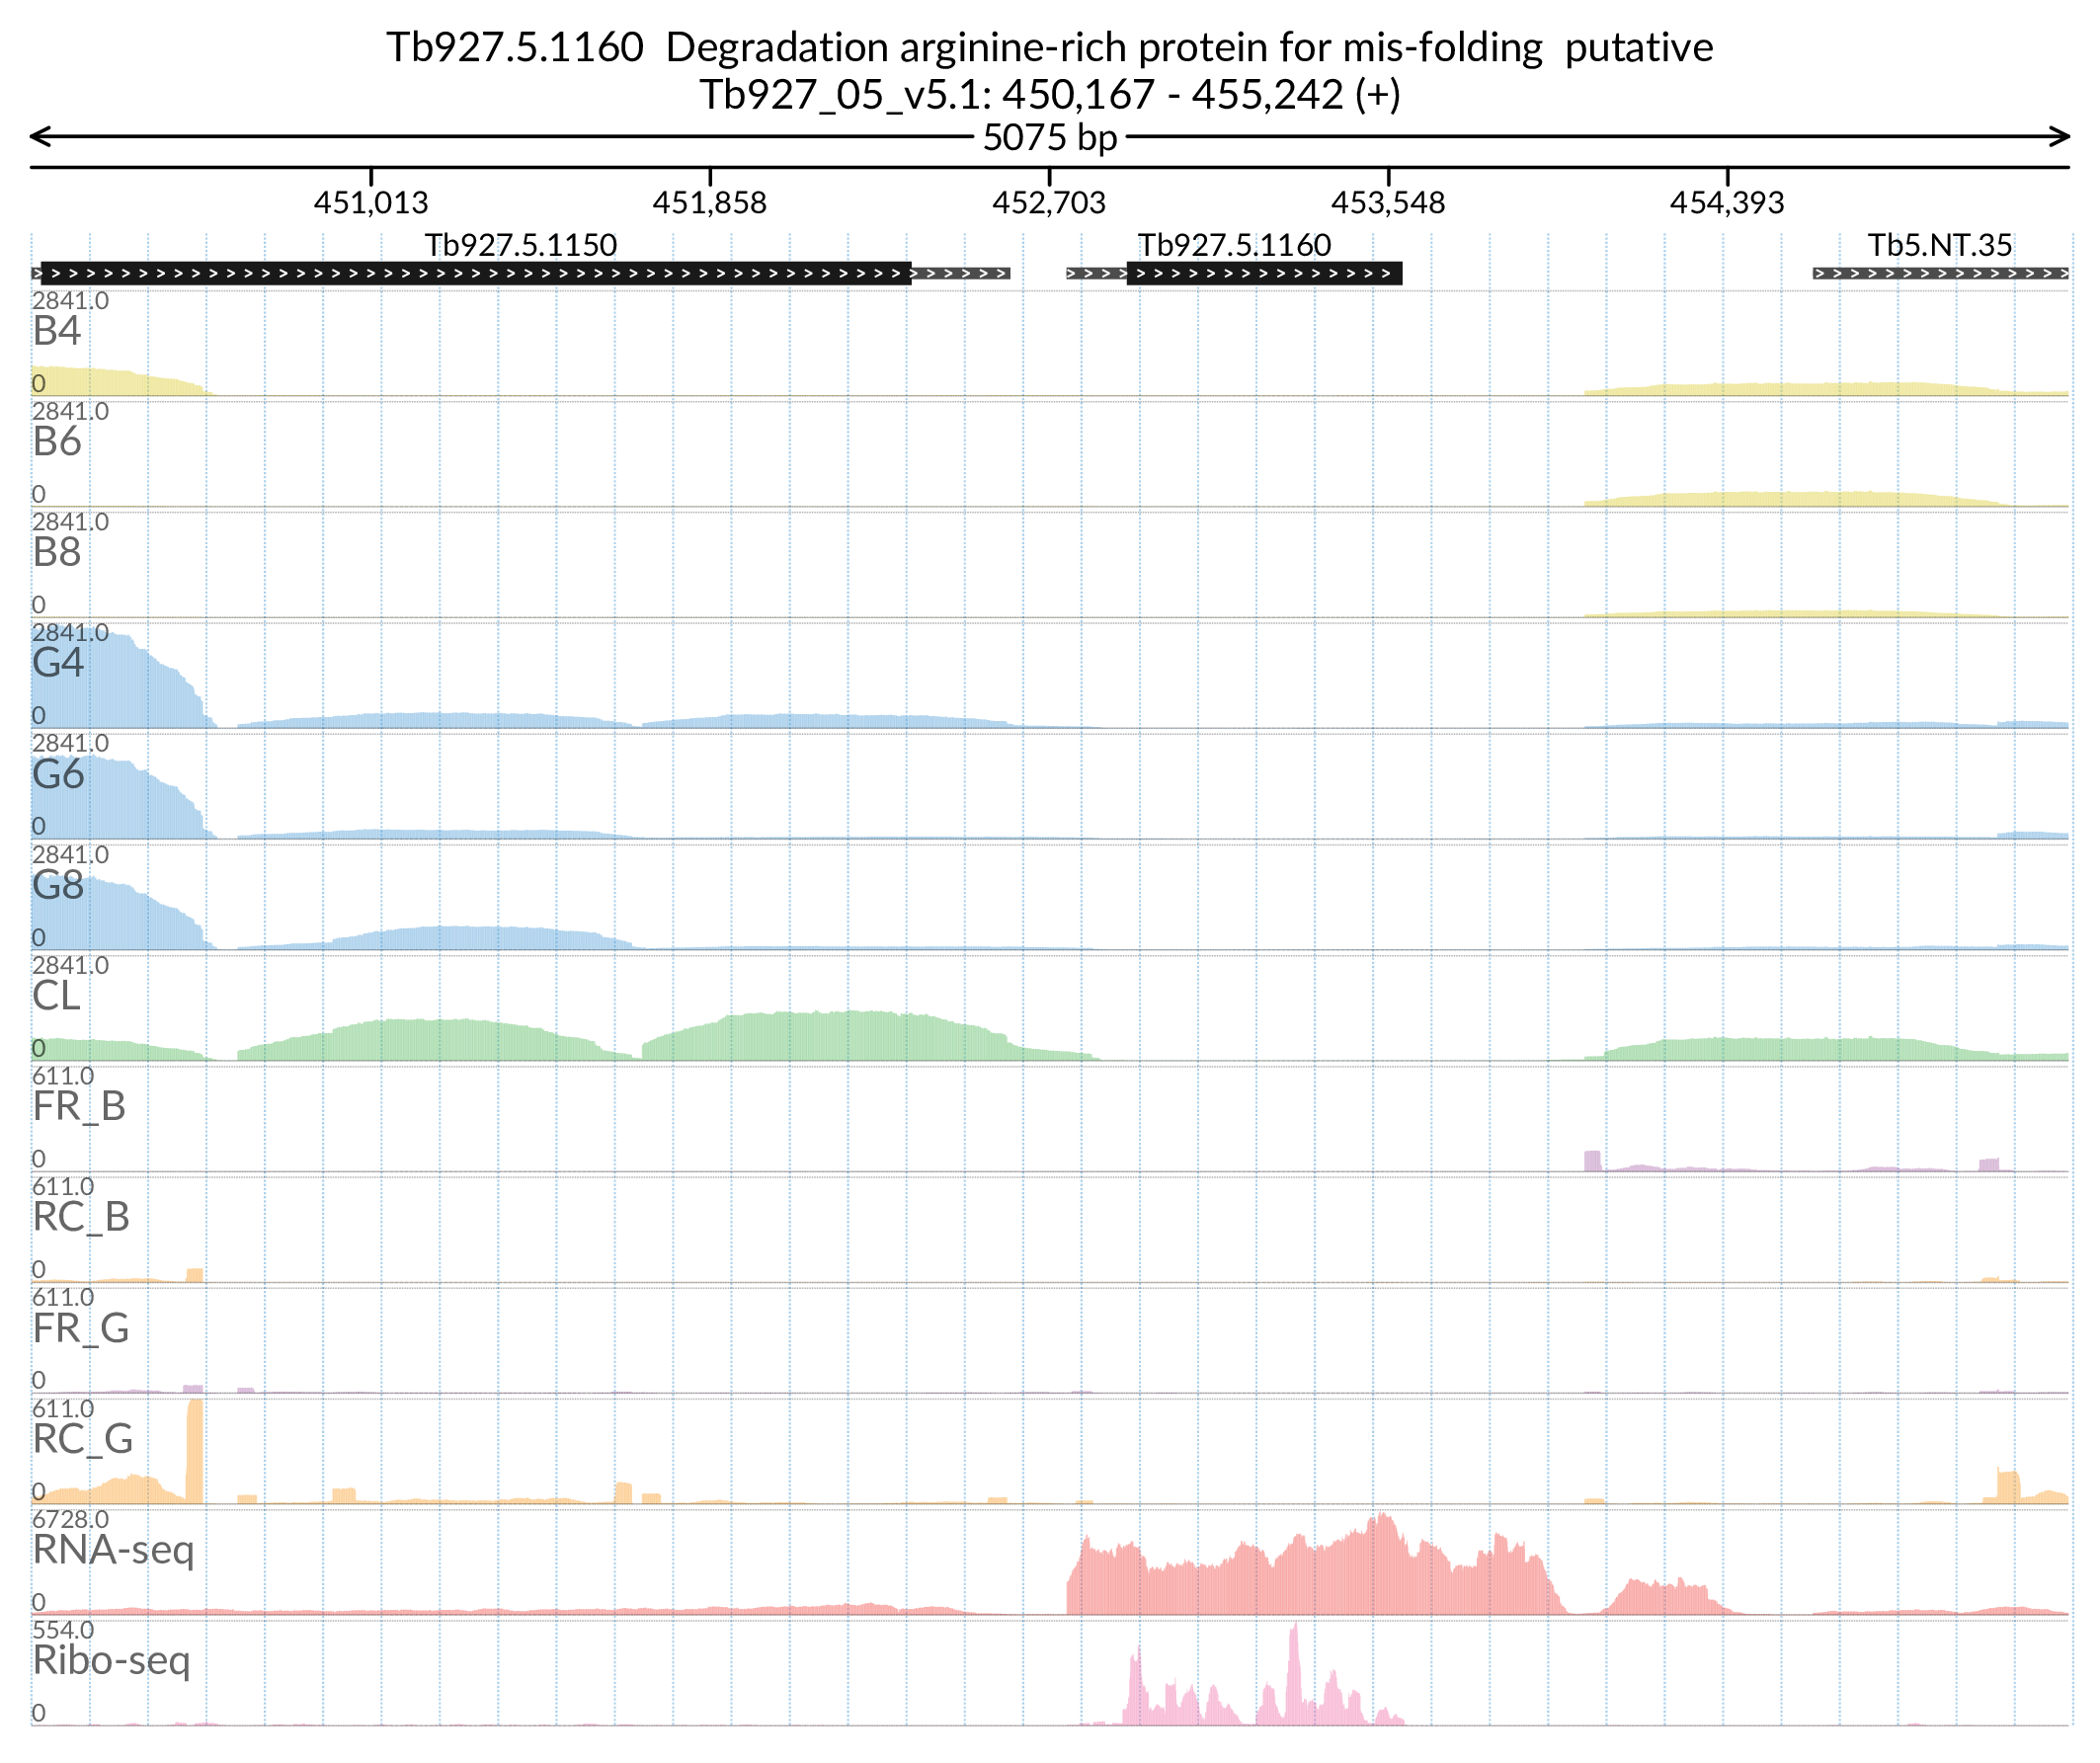 Tb927.5.1160 Degradation arginine-rich protein for mis-folding putative
Tb927_05_v5.1: 450,167 - 455,242 (+)
5075 bp
451,013 451,858 452,703 453,548 454,393
Tb927.5.1150 Tb927.5.1160 Tb5.NT.35
2841.0
B4
0
2841.0
B6
0
2841.0
B8
0
2841.0
G4
0
2841.0
G6
0
2841.0
G8
0
2841.0
CL
0
611.0
FR_B
0
611.0
RC_B
0
611.0
FR_G
0
611.0
RC_G
0
6728.0
RNA-seq
0
554.0
Ribo-seq
0